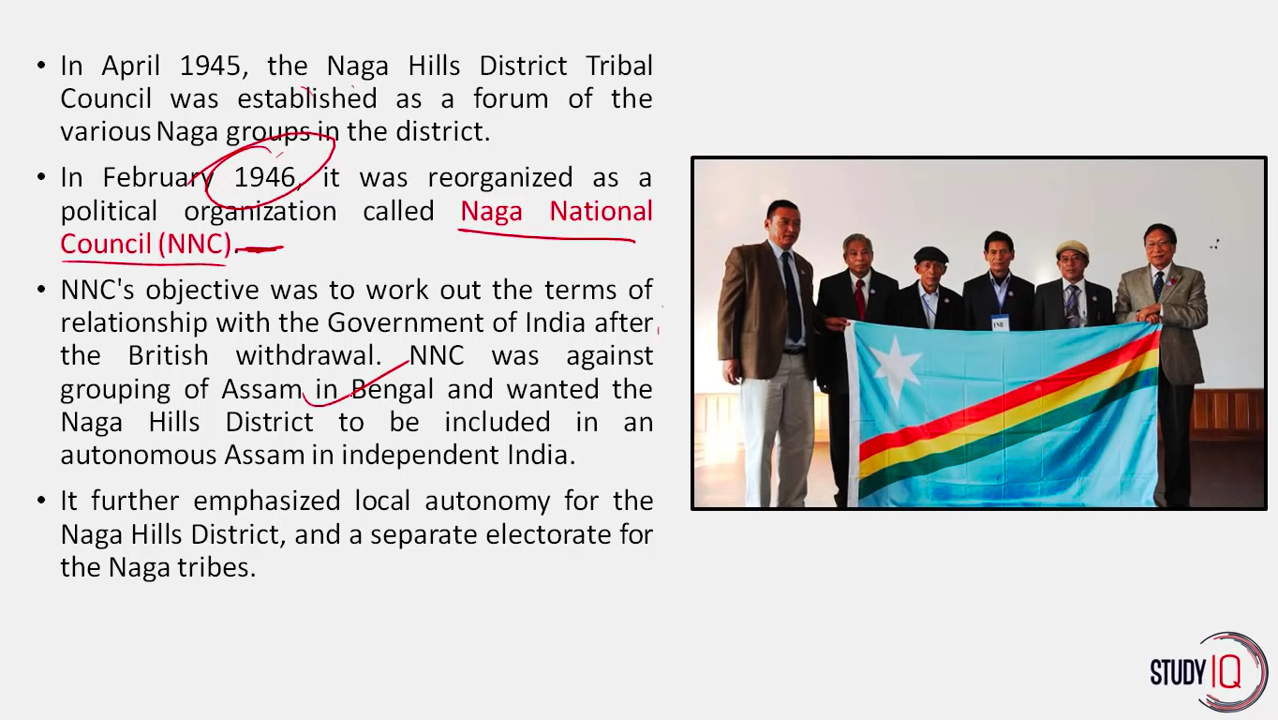 • In April 1945, the Naga Hills District Tribal
Council was established as a forum of the
various Naga groups in the district.
• In February 1946, it was reorganized as a
political organization called Naga National
Council (NNC).
• NNC's objective was to work out the terms of
relationship with the Government of India after
the British withdrawal. NNC was against
grouping of Assam in Bengal and wanted the
Naga Hills District to be included in an
autonomous Assam in independent India.
• It further emphasized local autonomy for the
Naga Hills District, and a separate electorate for
the Naga tribes.
STUDY IQ